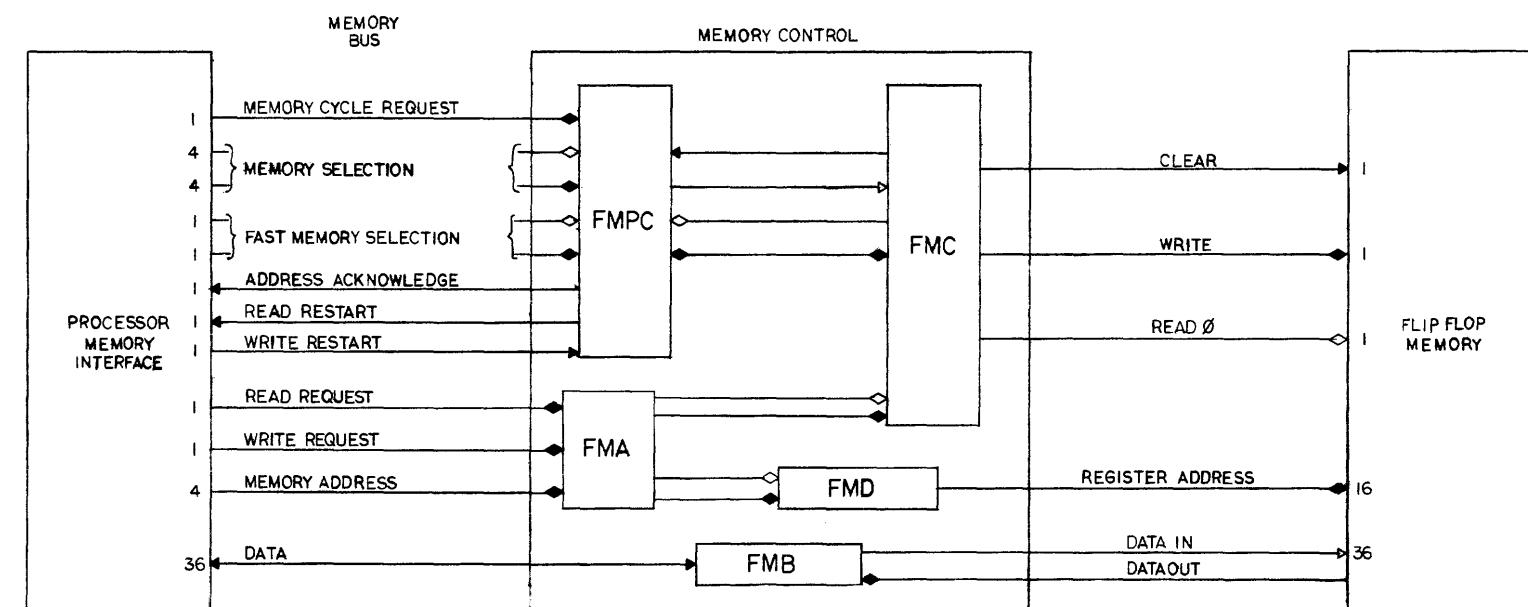 MEMORY
BUS
MEMORY CONTROL
1 MEMORY CYCLE REQUEST
4
MEMORY SELECTION
4
1
FAST MEMORY SELECTION
1
1 ADDRESS ACKNOWLEDGE
1 READ RESTART
1 WRITE RESTART
PROCESSOR
MEMORY
INTERFACE
1 READ REQUEST
1 WRITE REQUEST
4 MEMORY ADDRESS
36 DATA
FMPC
FMC
FMA
FMD
FMB
CLEAR 1
WRITE 1
READ Ø 1
REGISTER ADDRESS 16
DATA IN 36
DATAOUT
FLIP FLOP
MEMORY